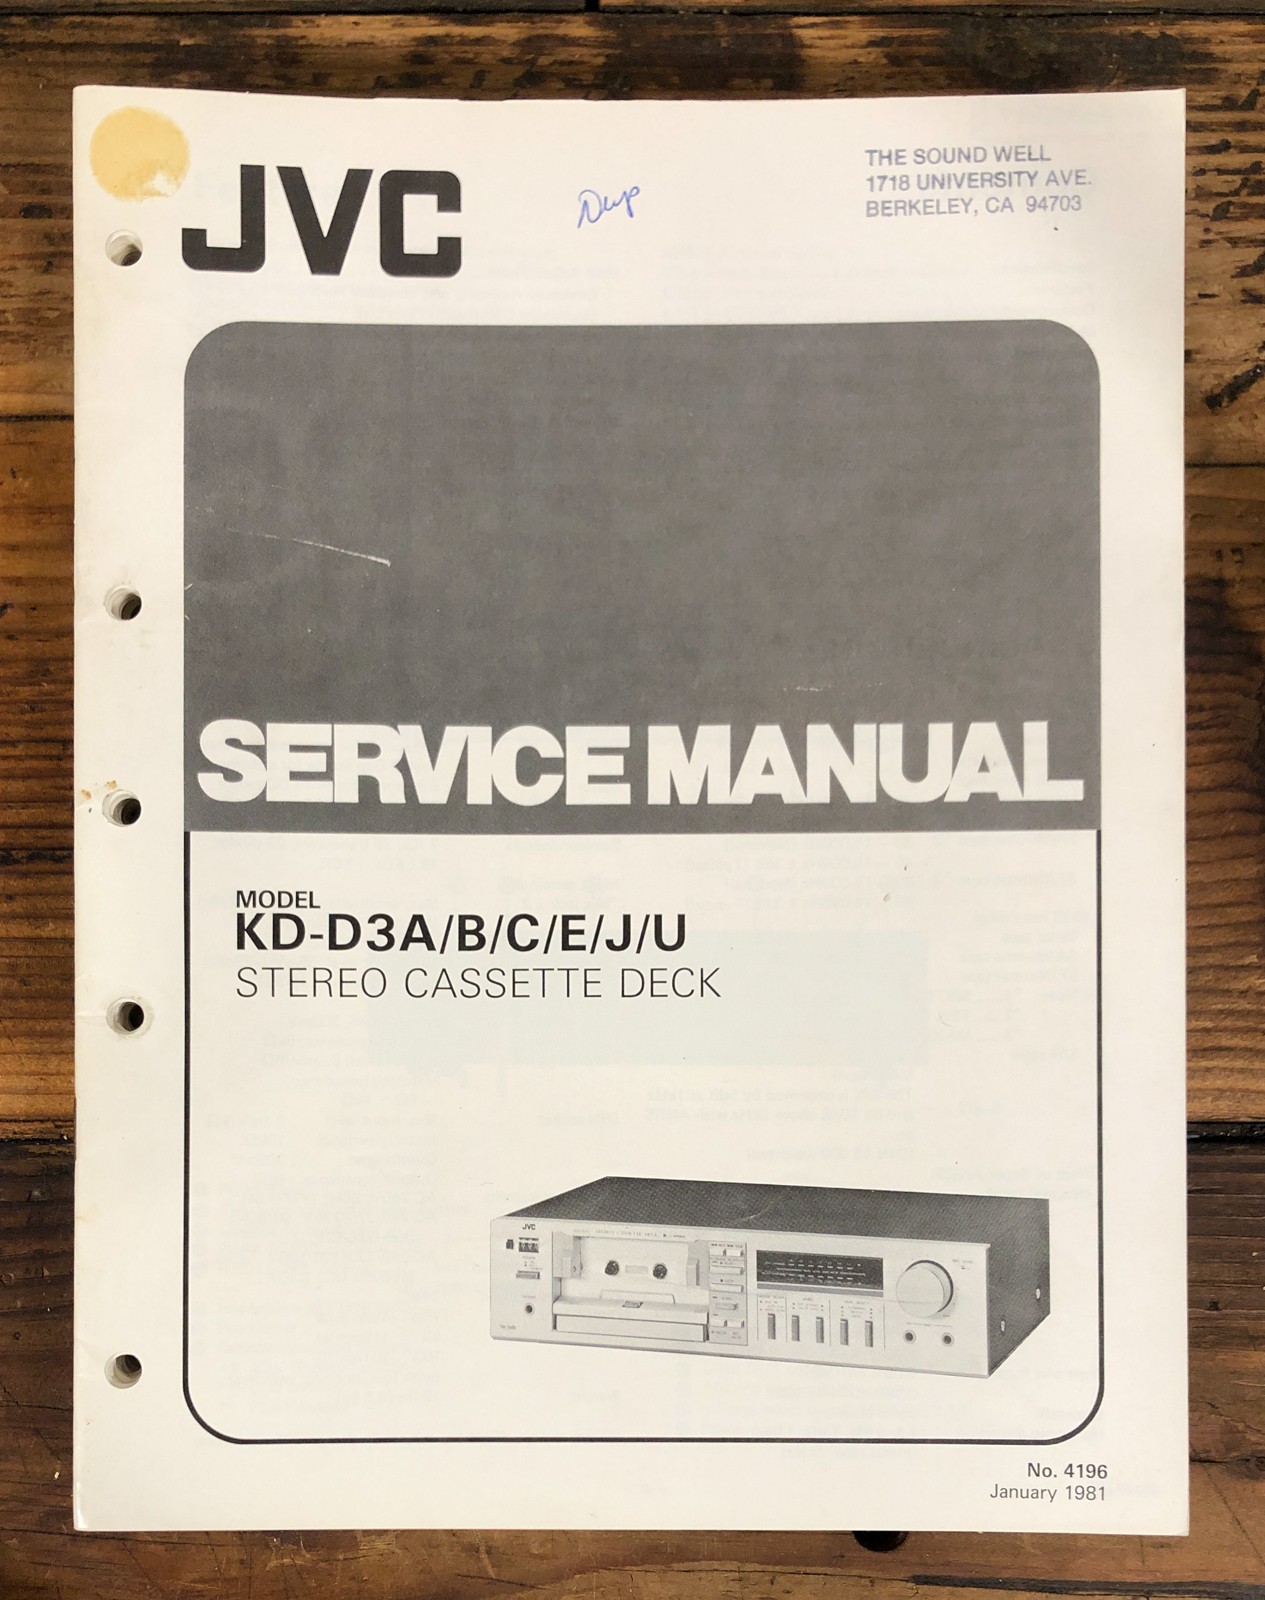 JVC
Dup
THE SOUND WELL
1718 UNIVERSITY AVE.
BERKELEY, CA 94703
SERVICE MANUAL
MODEL
KD-D3A/B/C/E/J/U
STEREO CASSETTE DECK
JVC
No. 4196
January 1981